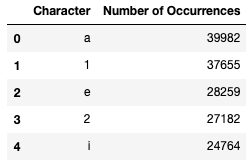 Character Number of Occurrences
0 a 39982
1 1 37655
2 e 28259
3 2 27182
4 i 24764